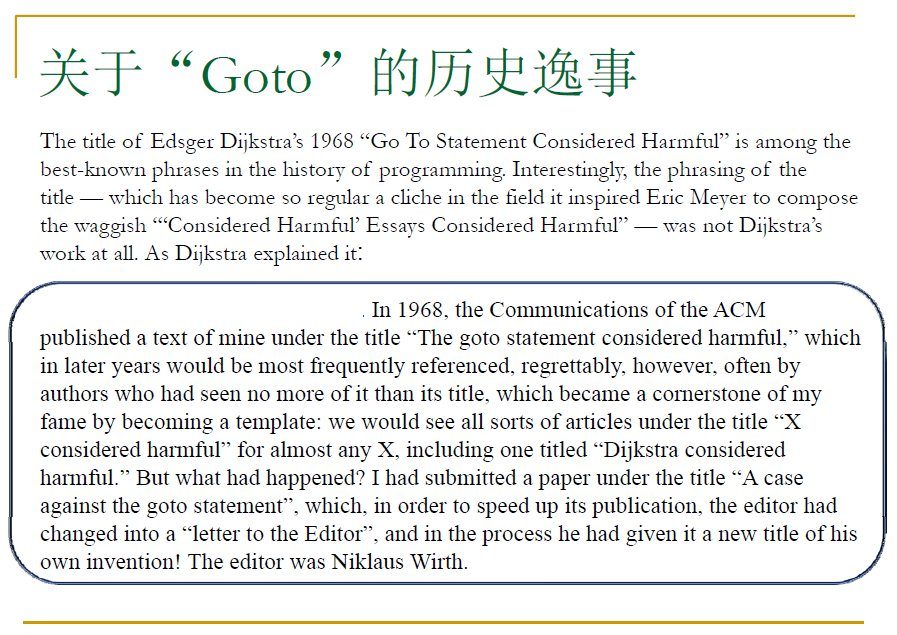 关于“Goto”的历史逸事
The title of Edsger Dijkstra’s 1968 “Go To Statement Considered Harmful” is among the
best-known phrases in the history of programming. Interestingly, the phrasing of the
title — which has become so regular a cliche in the field it inspired Eric Meyer to compose
the waggish “‘Considered Harmful’ Essays Considered Harmful” — was not Dijkstra’s
work at all. As Dijkstra explained it:
. In 1968, the Communications of the ACM
published a text of mine under the title “The goto statement considered harmful,” which
in later years would be most frequently referenced, regrettably, however, often by
authors who had seen no more of it than its title, which became a cornerstone of my
fame by becoming a template: we would see all sorts of articles under the title “X
considered harmful” for almost any X, including one titled “Dijkstra considered
harmful.” But what had happened? I had submitted a paper under the title “A case
against the goto statement”, which, in order to speed up its publication, the editor had
changed into a “letter to the Editor”, and in the process he had given it a new title of his
own invention! The editor was Niklaus Wirth.